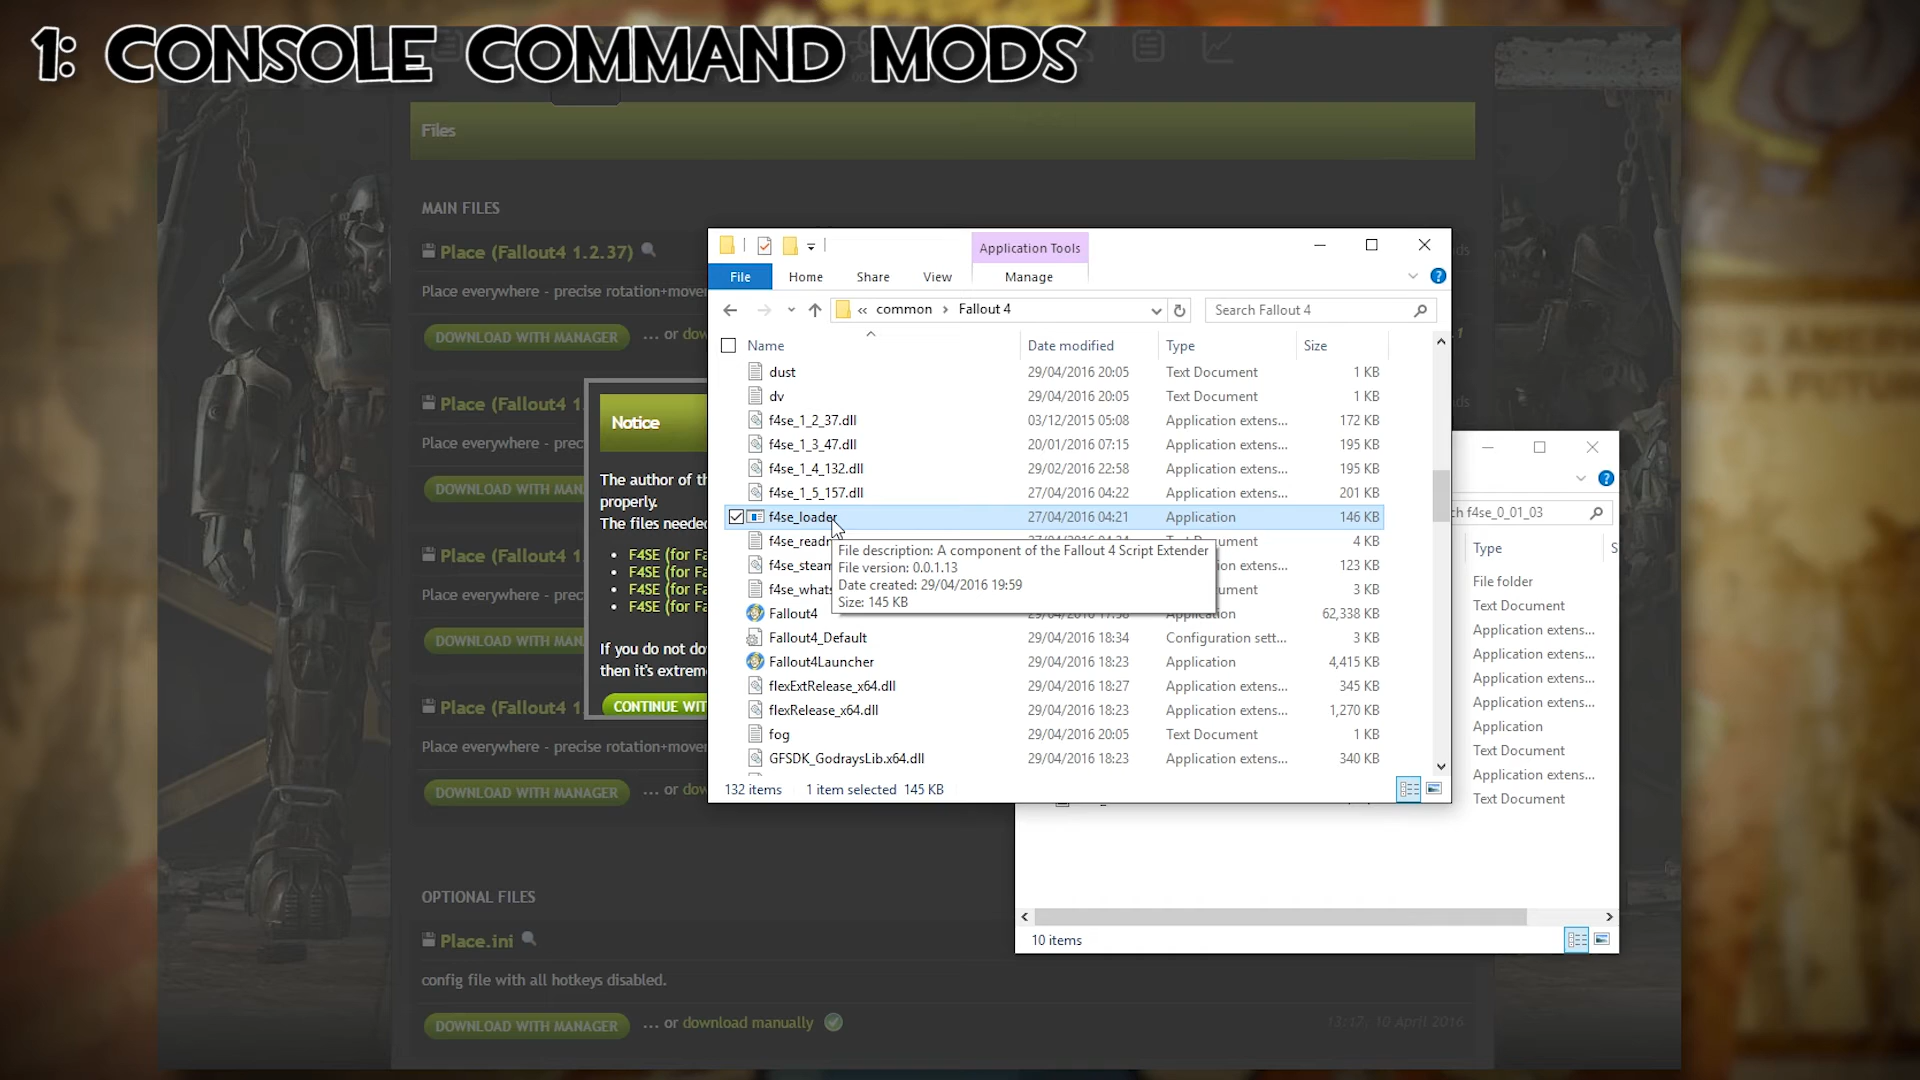 1: CONSOLE COMMAND MODS
Files
MAIN FILES
Place (Fallout4 1.2.37)
Place everywhere - precise rotation+mover
DOWNLOAD WITH MANAGER ... or dow
Place (Fallout4 1.
Place everywhere - prec
DOWNLOAD WITH MAN
Place (Fallout4 1.
Place everywhere - prec
DOWNLOAD WITH MAN
Place (Fallout4 1.
Place everywhere - precise rotation+mover
DOWNLOAD WITH MANAGER ... or dow
OPTIONAL FILES
Place.ini
config file with all hotkeys disabled.
DOWNLOAD WITH MANAGER ... or download manually
13:17, 10 April 2016
Notice
The author of th
properly.
The files needed
F4SE (for Fa
F4SE (for Fa
F4SE (for Fa
F4SE (for Fa
If you do not do
then it's extrem
CONTINUE WIT
Application Tools
File Home Share View Manage
« common > Fallout 4
Search Fallout 4
Name Date modified Type Size
dust 29/04/2016 20:05 Text Document 1 KB
dv 29/04/2016 20:05 Text Document 1 KB
f4se_1_2_37.dll 03/12/2015 05:08 Application extens... 172 KB
f4se_1_3_47.dll 20/01/2016 07:15 Application extens... 195 KB
f4se_1_4_132.dll 29/02/2016 22:58 Application extens... 195 KB
f4se_1_5_157.dll 27/04/2016 04:22 Application extens... 201 KB
f4se_loader 27/04/2016 04:21 Application 146 KB
f4se_readm 4 KB
f4se_steam 123 KB
f4se_whats 3 KB
File description: A component of the Fallout 4 Script Extender
File version: 0.0.1.13
Date created: 29/04/2016 19:59
Size: 145 KB
Fallout4 62,338 KB
Fallout4_Default 29/04/2016 18:34 Configuration sett... 3 KB
Fallout4Launcher 29/04/2016 18:23 Application 4,415 KB
flexExtRelease_x64.dll 29/04/2016 18:27 Application extens... 345 KB
flexRelease_x64.dll 29/04/2016 18:23 Application extens... 1,270 KB
fog 29/04/2016 20:05 Text Document 1 KB
GFSDK_GodraysLib.x64.dll 29/04/2016 18:23 Application extens... 340 KB
132 items 1 item selected 145 KB
ch f4se_0_01_03
Type S
File folder
Text Document
Application extens...
Application extens...
Application extens...
Application extens...
Application
Text Document
Application extens...
Text Document
10 items